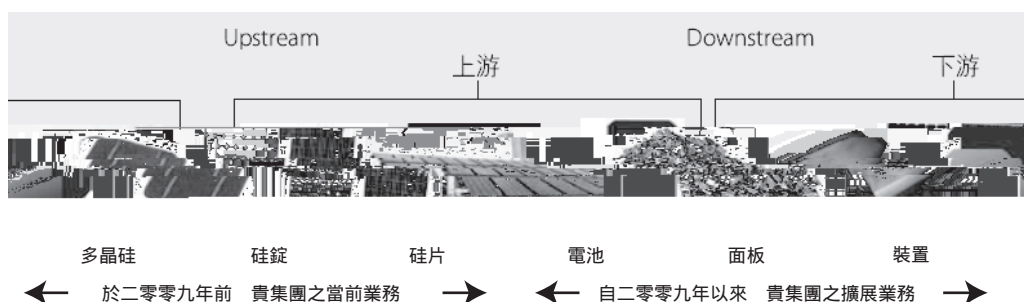 Upstream Downstream
上游 下游
多晶硅 硅錠 硅片 電池 面板 裝置
於二零零九年前 貴集團之當前業務 自二零零九年以來 貴集團之擴展業務